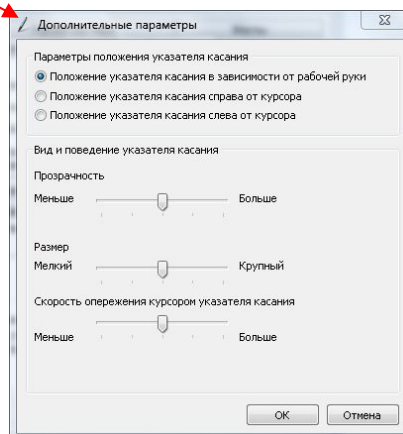 Дополнительные параметры
Параметры положения указателя касания
Положение указателя касания в зависимости от рабочей руки
Положение указателя касания справа от курсора
Положение указателя касания слева от курсора
Вид и поведение указателя касания
Прозрачность
Меньше Больше
Размер
Мелкий Крупный
Скорость опережения курсором указателя касания
Меньше Больше
OK Отмена